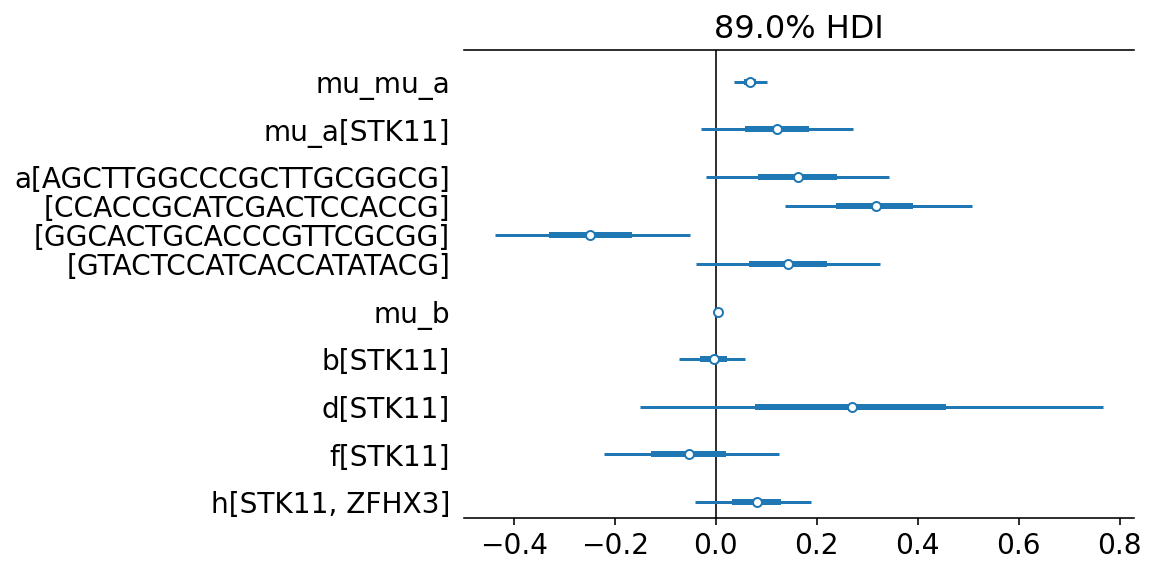 89.0% HDI
mu_mu_a
mu_a[STK11]
a[AGCTTGGCCCGCTTGCGGCG]
[CCACCGCATCGACTCCACCG]
[GGCACTGCACCCGTTCGCGG]
[GTACTCCATCACCATATACG]
mu_b
b[STK11]
d[STK11]
f[STK11]
h[STK11, ZFHX3]
−0.4 −0.2 0.0 0.2 0.4 0.6 0.8